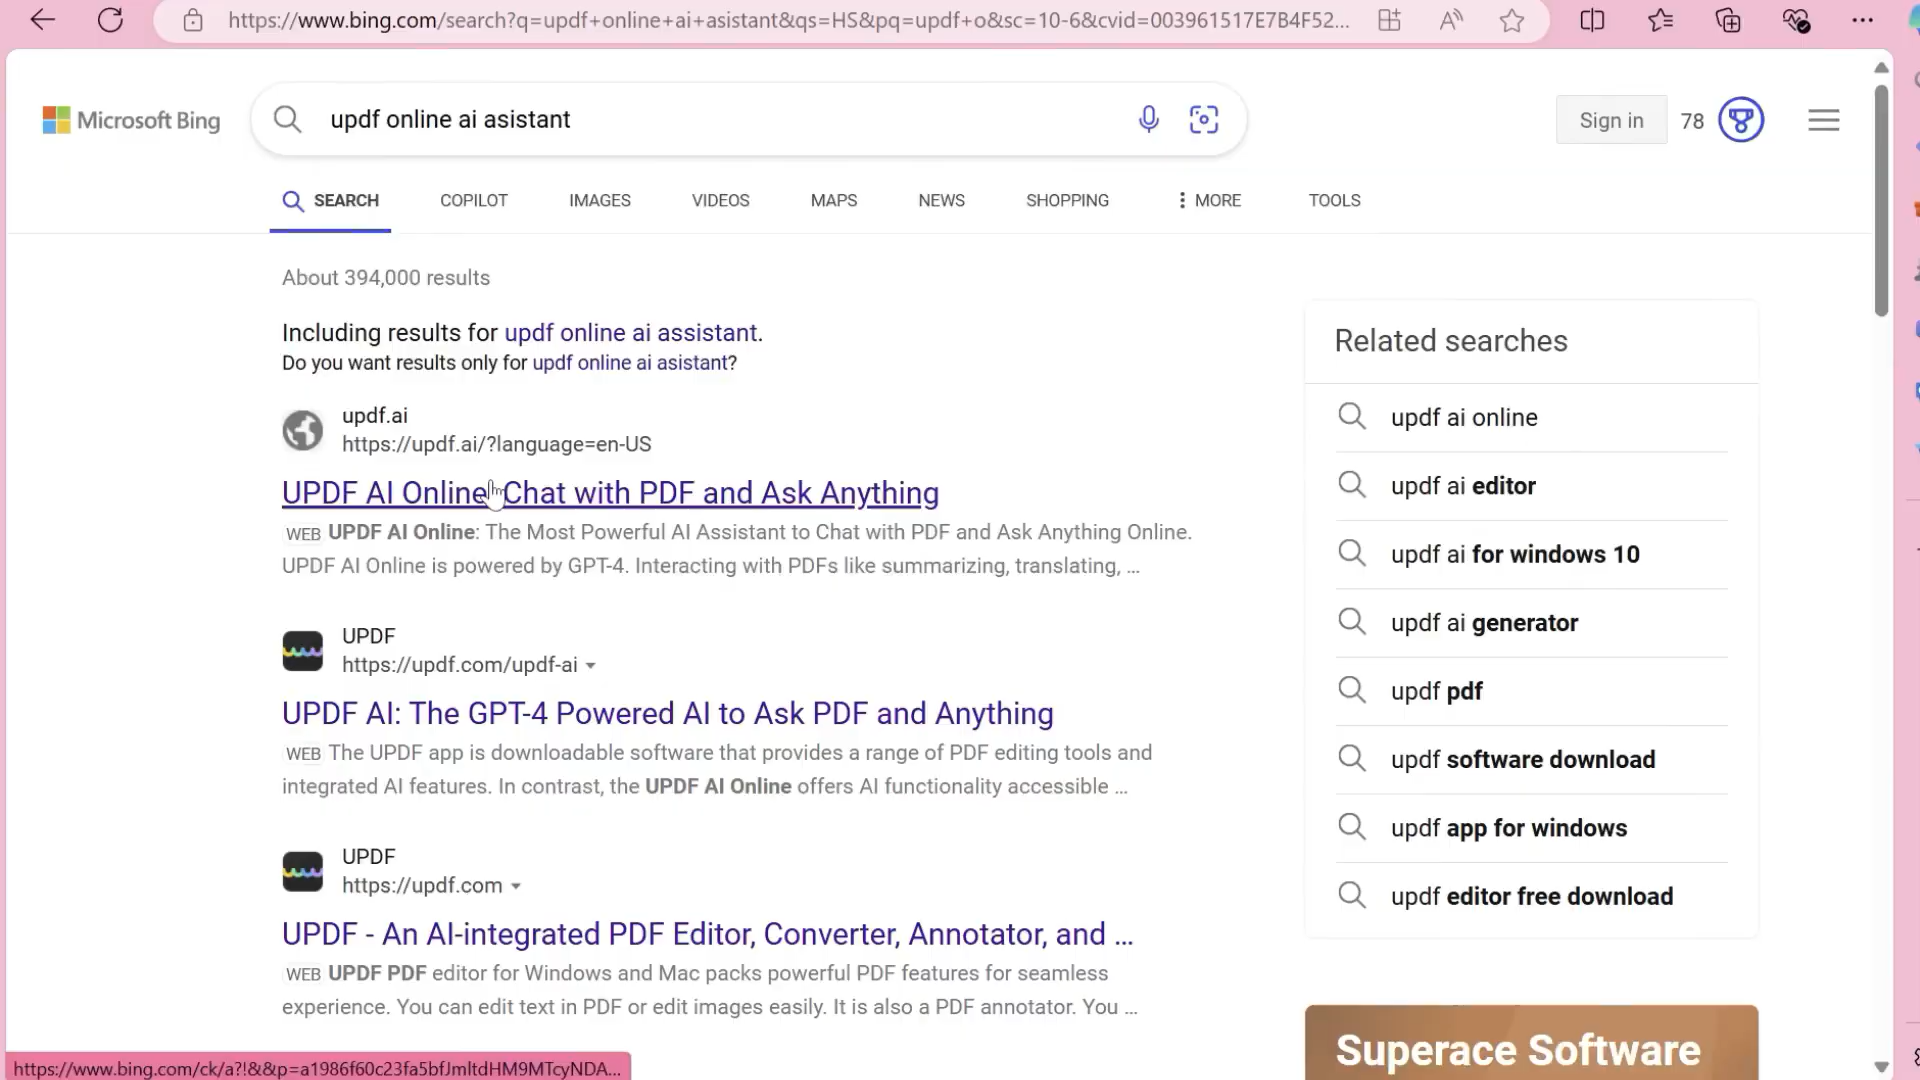 https://www.bing.com/search?q=updf+online+ai+asistant&qs=HS&pq=updf+o&sc=10-6&cvid=003961517E7B4F52...
Microsoft Bing
updf online ai asistant
Sign in
78
SEARCH
COPILOT
IMAGES
VIDEOS
MAPS
NEWS
SHOPPING
MORE
TOOLS
About 394,000 results
Including results for updf online ai assistant.
Do you want results only for updf online ai asistant?
updf.ai
https://updf.ai/?language=en-US
UPDF AI Online Chat with PDF and Ask Anything
WEB UPDF AI Online: The Most Powerful AI Assistant to Chat with PDF and Ask Anything Online.
UPDF AI Online is powered by GPT-4. Interacting with PDFs like summarizing, translating, ...
UPDF
https://updf.com/updf-ai
UPDF AI: The GPT-4 Powered AI to Ask PDF and Anything
WEB The UPDF app is downloadable software that provides a range of PDF editing tools and
integrated AI features. In contrast, the UPDF AI Online offers AI functionality accessible ...
UPDF
https://updf.com
UPDF - An AI-integrated PDF Editor, Converter, Annotator, and ...
WEB UPDF PDF editor for Windows and Mac packs powerful PDF features for seamless
experience. You can edit text in PDF or edit images easily. It is also a PDF annotator. You ...
Related searches
updf ai online
updf ai editor
updf ai for windows 10
updf ai generator
updf pdf
updf software download
updf app for windows
updf editor free download
Superace Software
https://www.bing.com/ck/a?!&&p=a1986f60c23fa5bfJmltdHM9MTcyNDA...